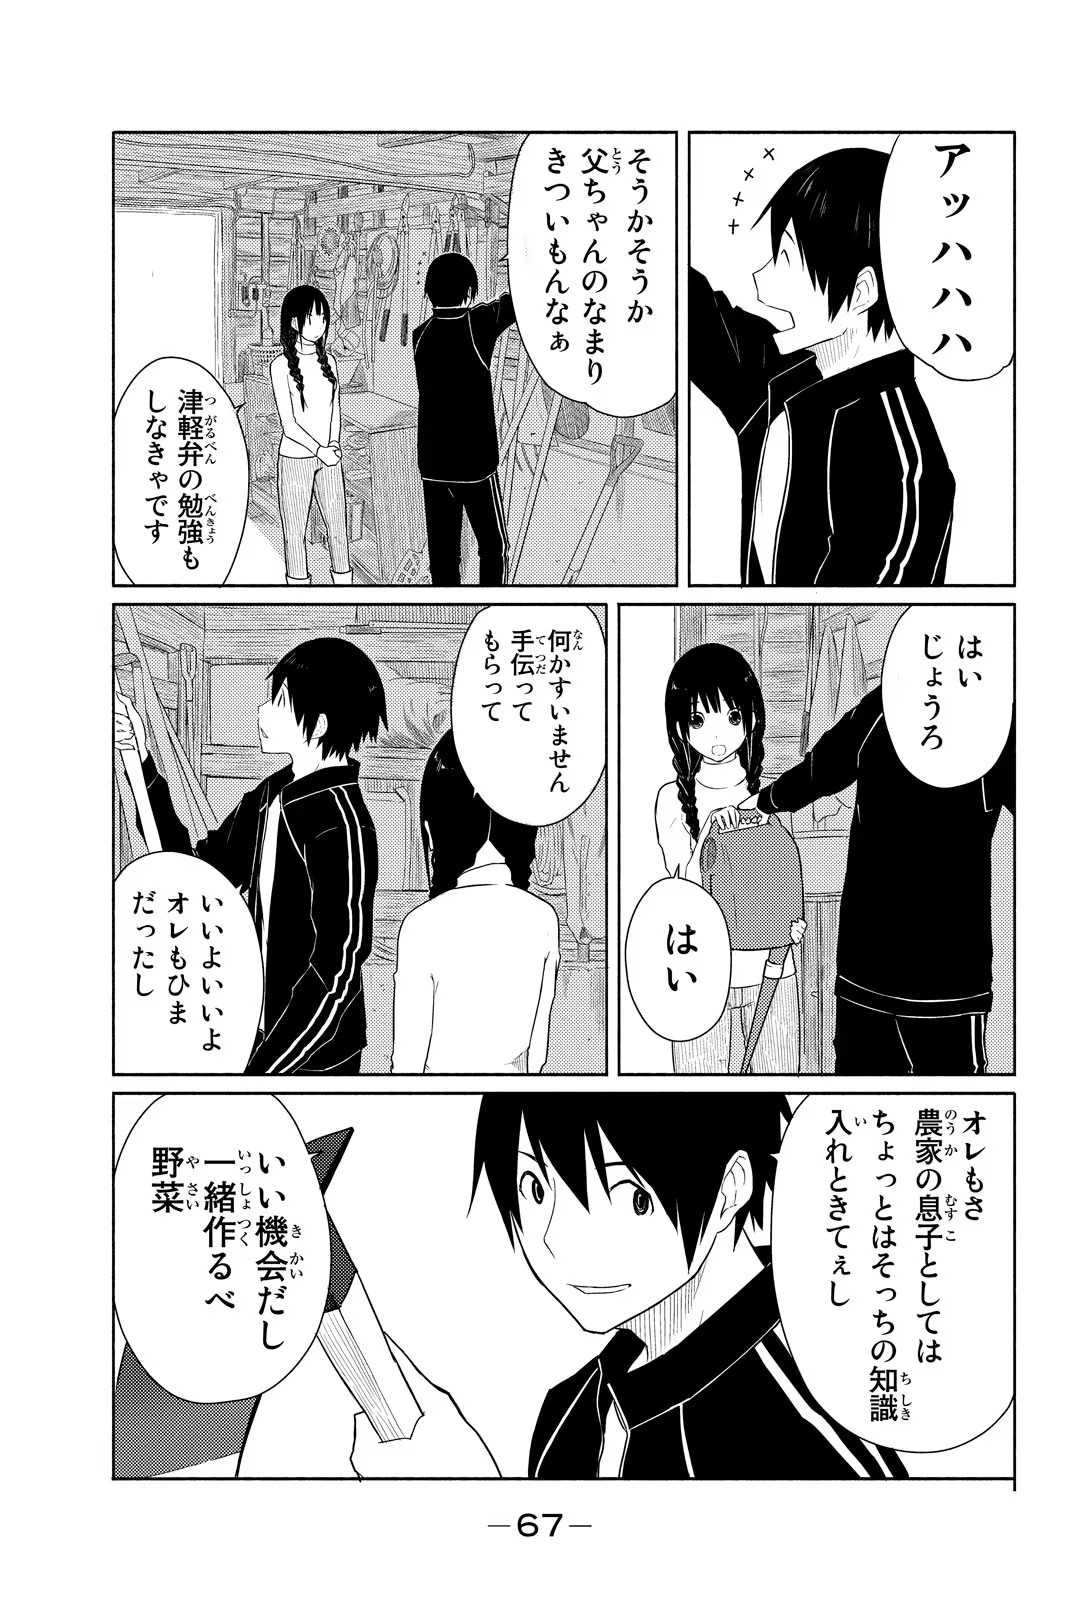 アッハハハ
そうかそうか
父ちゃんのなまり
きついもんなぁ
津軽弁の勉強も
しなきゃです
はい
じょうろ
はい
何かすいません
手伝って
もらって
いいよいいよ
オレもひま
だったし
オレもさ
農家の息子としては
ちょっとはそっちの知識
入れときてぇし
いい機会だし
一緒作るべ
野菜
—67—